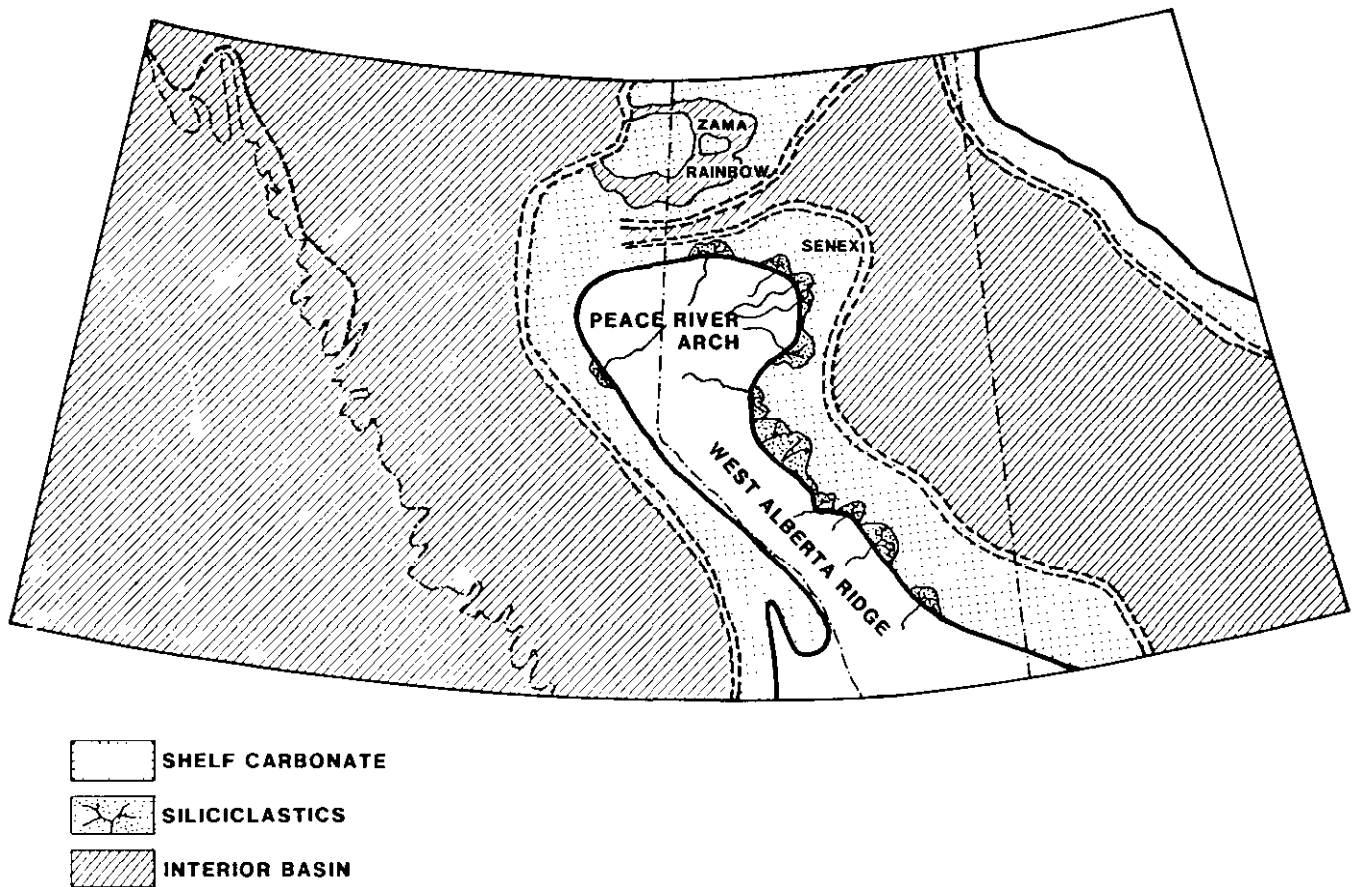 ZAMA
RAINBOW
SENEX
PEACE RIVER
ARCH
WEST ALBERTA RIDGE
SHELF CARBONATE
SILICICLASTICS
INTERIOR BASIN